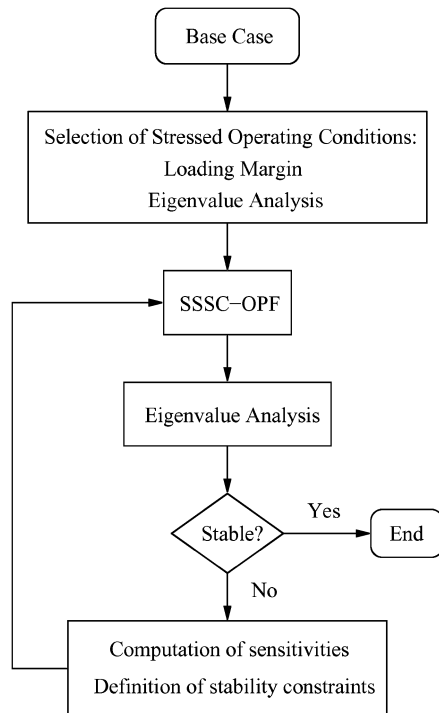 Base Case
Selection of Stressed Operating Conditions:
Loading Margin
Eigenvalue Analysis
SSSC−OPF
Eigenvalue Analysis
Stable?
Yes
End
No
Computation of sensitivities
Definition of stability constraints